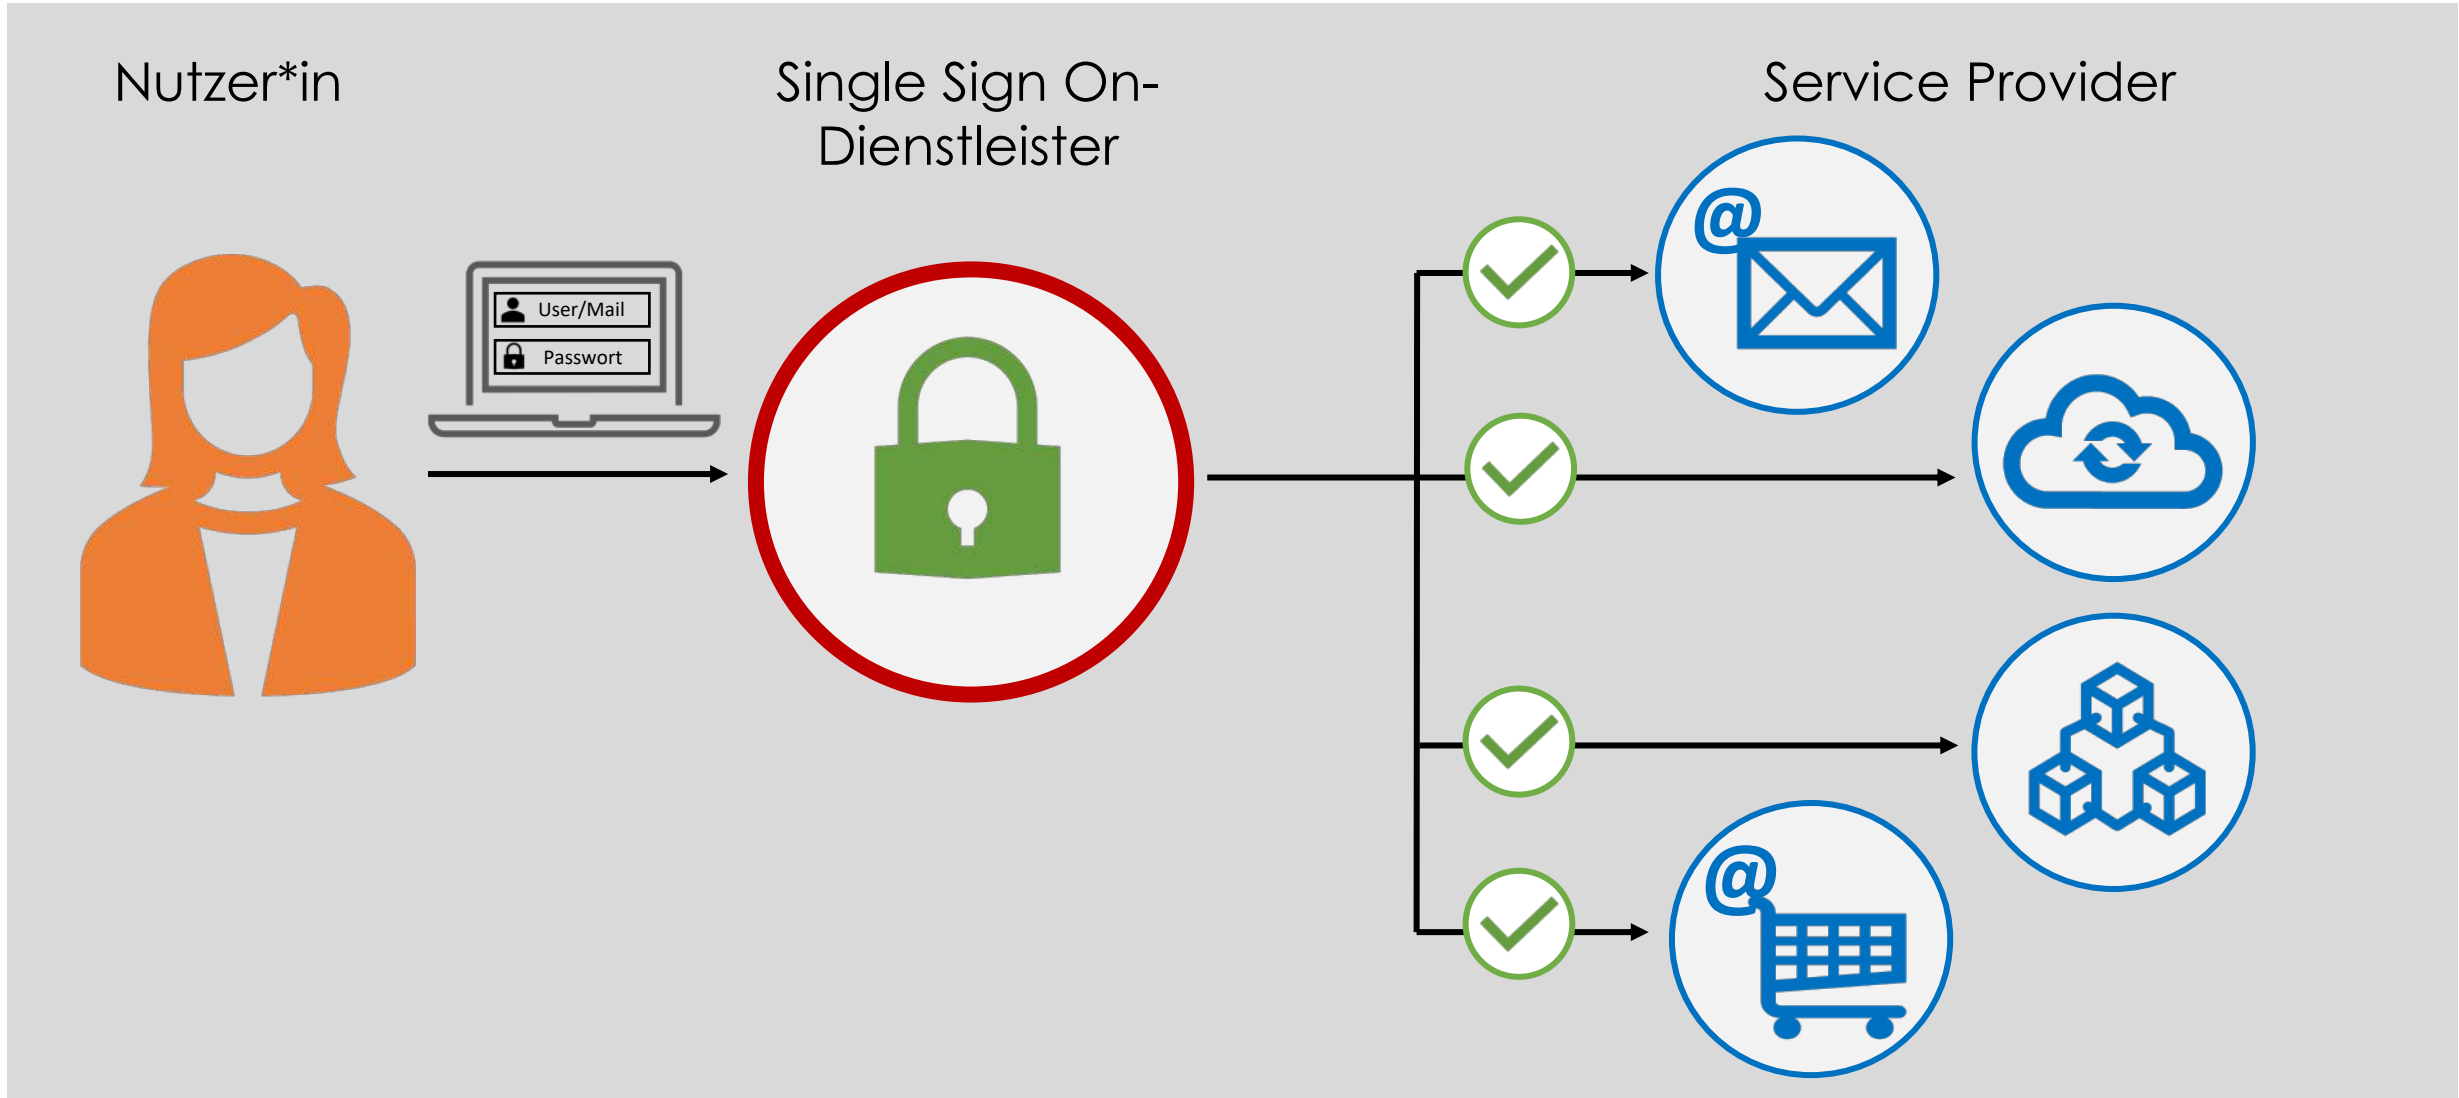 Nutzer*in
Single Sign On-
Dienstleister
Service Provider
User/Mail
Passwort
@
@